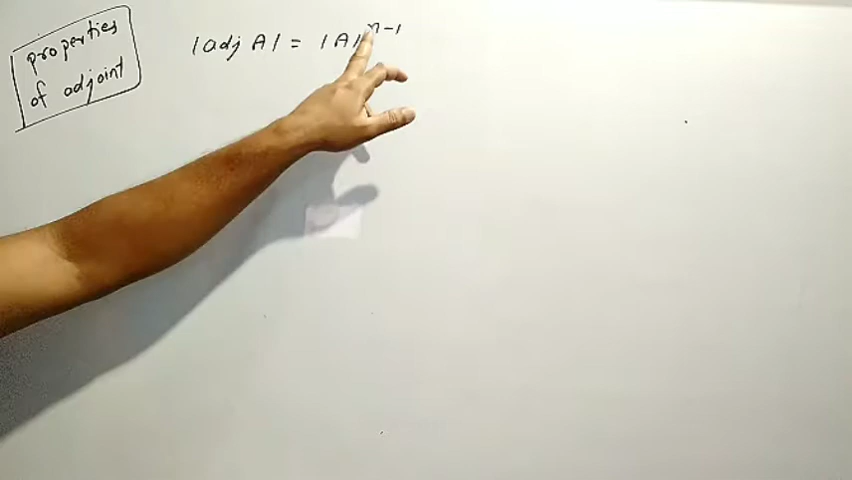 properties
of adjoint
|adj A| = |A|ⁿ⁻¹